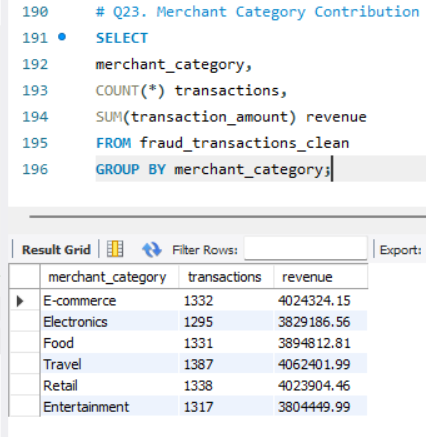 190 # Q23. Merchant Category Contribution
191 SELECT
192 merchant_category,
193 COUNT(*) transactions,
194 SUM(transaction_amount) revenue
195 FROM fraud_transactions_clean
196 GROUP BY merchant_category;
Result Grid Filter Rows: Export:
merchant_category transactions revenue
E-commerce 1332 4024324.15
Electronics 1295 3829186.56
Food 1331 3894812.81
Travel 1387 4062401.99
Retail 1338 4023904.46
Entertainment 1317 3804449.99